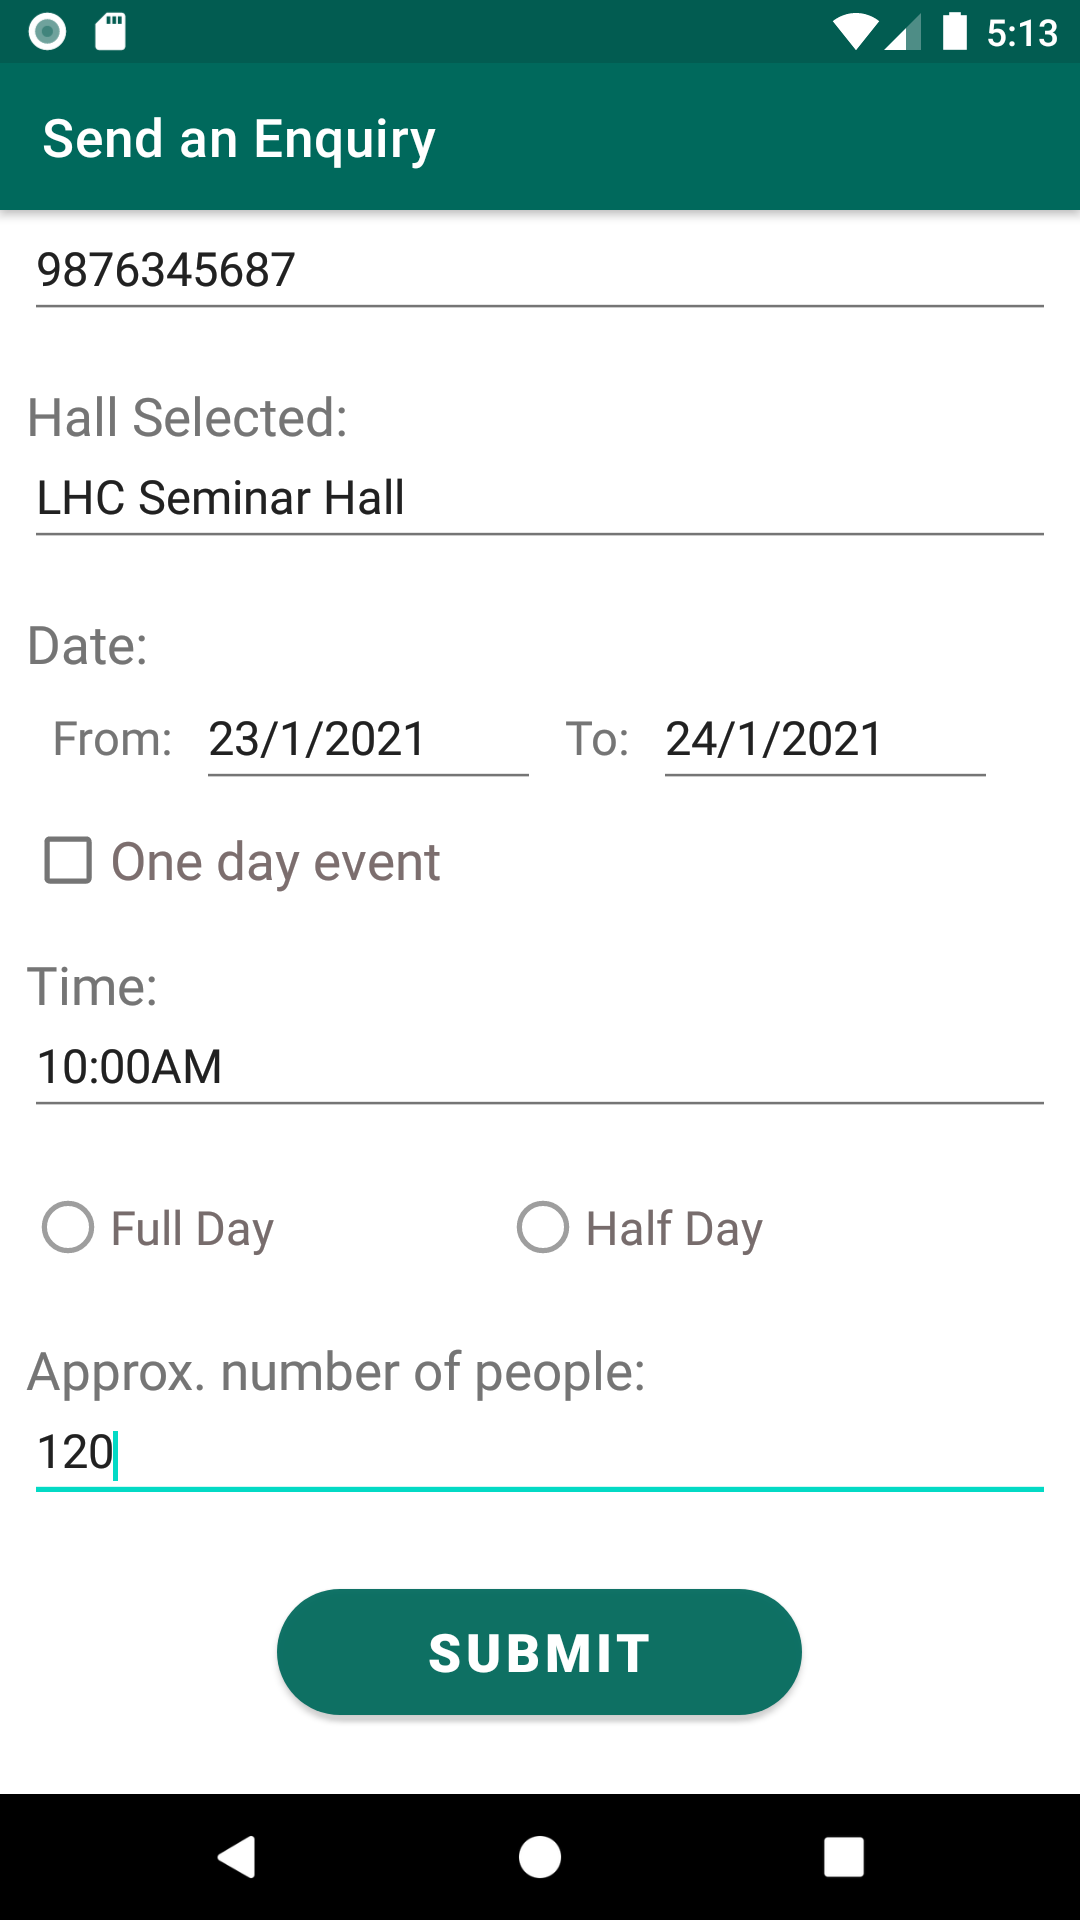 5:13
Send an Enquiry
9876345687
Hall Selected:
LHC Seminar Hall
Date:
From: 23/1/2021 To: 24/1/2021
One day event
Time:
10:00AM
Full Day Half Day
Approx. number of people:
120
SUBMIT